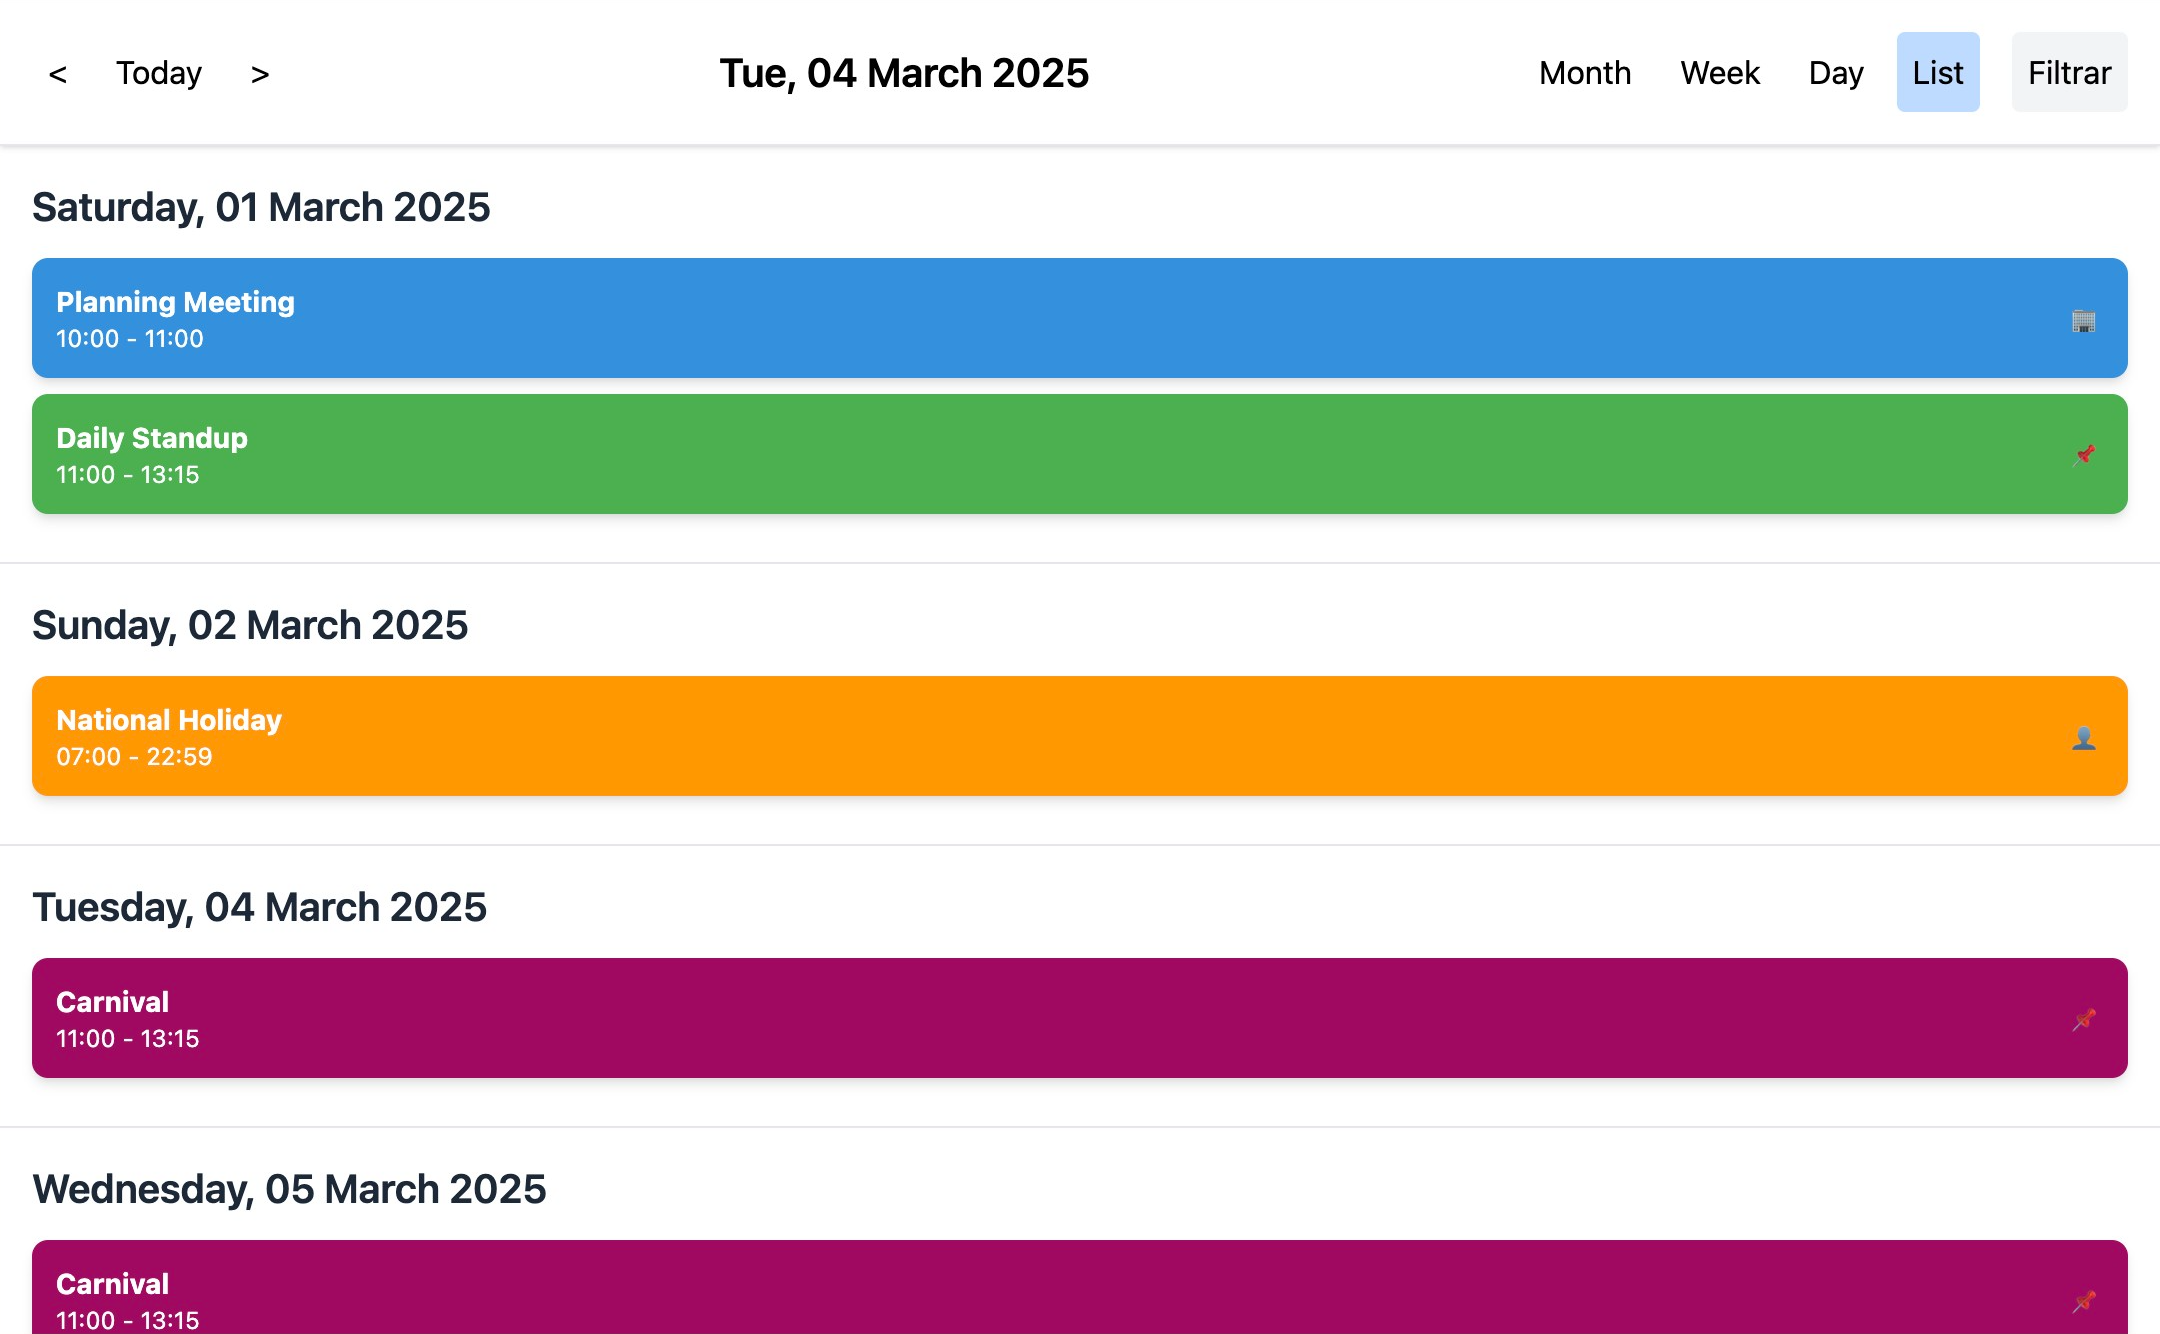 < Today > Tue, 04 March 2025 Month Week Day List Filtrar
Saturday, 01 March 2025
Planning Meeting
10:00 - 11:00
Daily Standup
11:00 - 13:15
Sunday, 02 March 2025
National Holiday
07:00 - 22:59
Tuesday, 04 March 2025
Carnival
11:00 - 13:15
Wednesday, 05 March 2025
Carnival
11:00 - 13:15